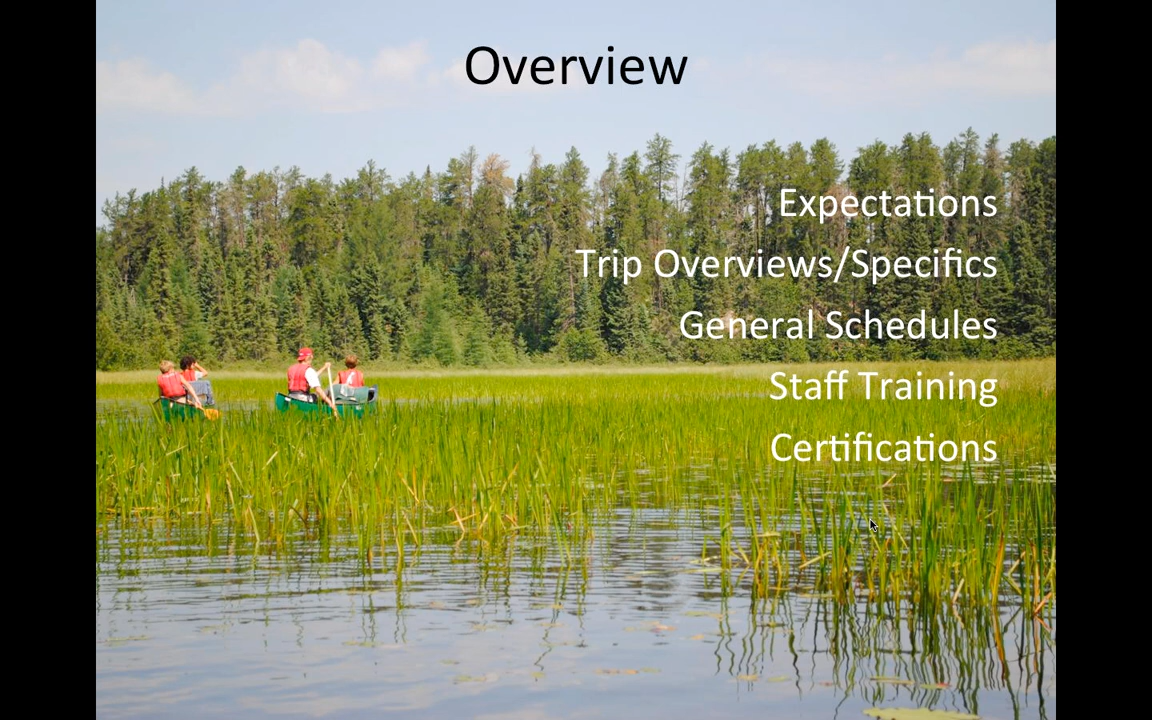 Overview
Expectations
Trip Overviews/Specifics
General Schedules
Staff Training
Certifications